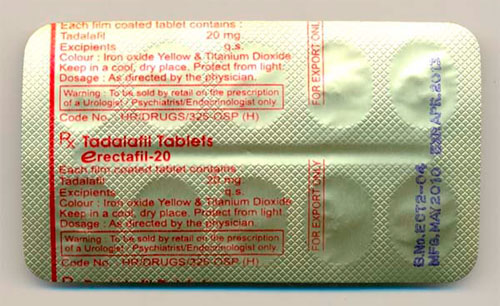 Each film coated tablet contains :
Tadalafil 20 mg
Excipients q.s.
Colour : Iron oxide Yellow & Titanium Dioxide
Keep in a cool, dry place. Protect from light.
Dosage : As directed by the physician.
Warning : To be sold by retail on the prescription
of a Urologist / Psychiatrist/Endocrinologist only.
Code No. HR/DRUGS/325-OSP (H)
FOR EXPORT ONLY
Rx Tadalafil Tablets
erectafil-20
Each film coated tablet contains :
Tadalafil 20 mg
Excipients q.s.
Colour : Iron oxide Yellow & Titanium Dioxide
Keep in a cool, dry place. Protect from light.
Dosage : As directed by the physician.
Warning : To be sold by retail on the prescription
of a Urologist / Psychiatrist/Endocrinologist only.
Code No. HR/DRUGS/325-OSP (H)
FOR EXPORT ONLY
B.No.ECT2-04 EXP.APR.2013
MFG.MAY2010